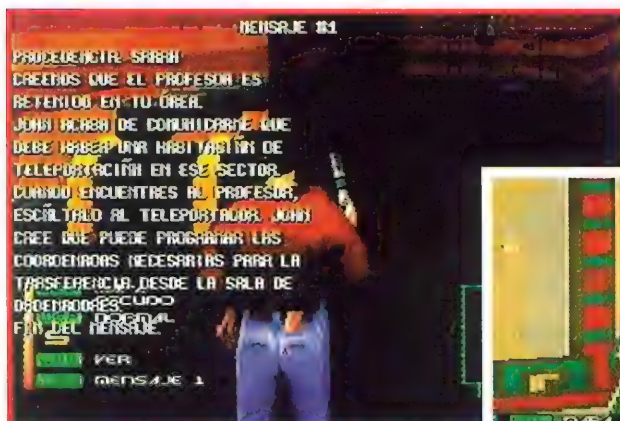 MENSAJE #1
PROCEDENCIA: SARAH
CREEMOS QUE EL PROFESOR ES
RETENIDO EN TU ÁREA.
JOHN ACABA DE COMUNICARME QUE
DEBE HABER UNA HABITACIÓN DE
TELEPORTACIÓN EN ESE SECTOR.
CUANDO ENCUENTRES AL PROFESOR,
ESCÓLTALO AL TELEPORTADOR. JOHN
CREE QUE PUEDE PROGRAMAR LAS
COORDENADAS NECESARIAS PARA LA
TRASFERENCIA DESDE LA SALA DE
ORDENADORES.
ESCUDO
FIN DEL MENSAJE.
NORMAL
VER
MENSAJE 1